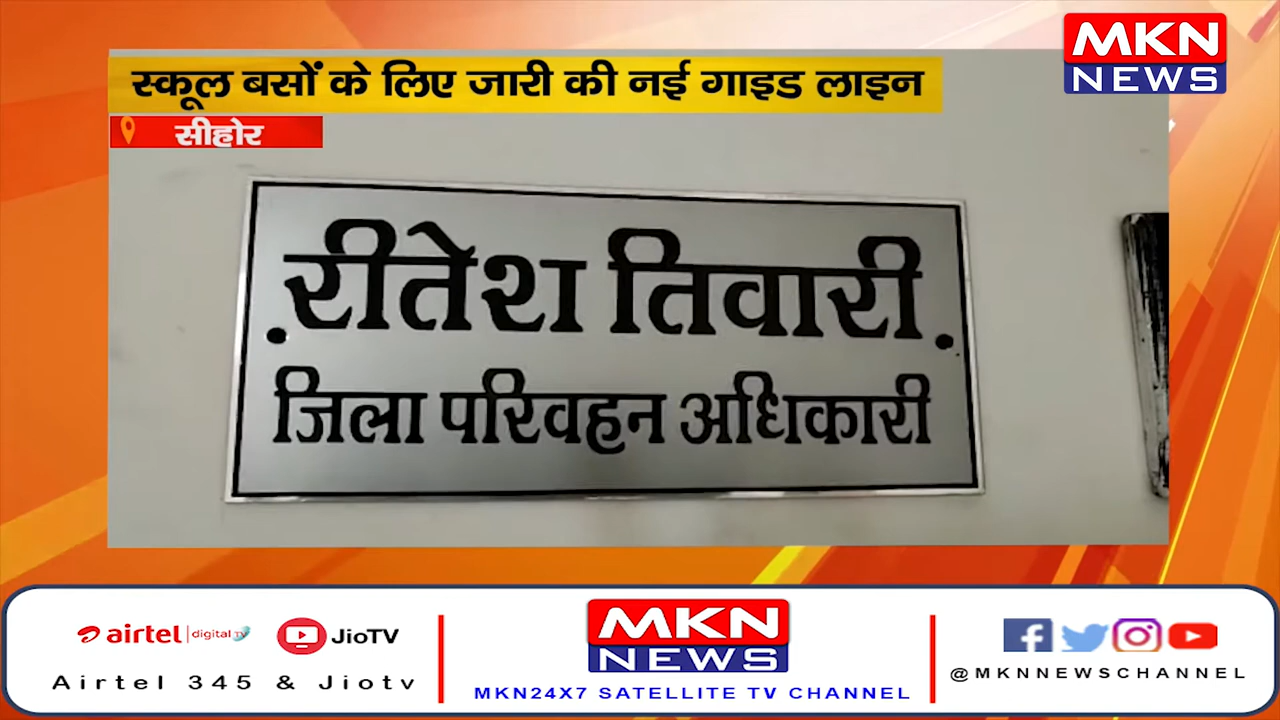 MKN
NEWS
स्कूल बसों के लिए जारी की नई गाइड लाइन
सीहोर
रीतेश तिवारी
जिला परिवहन अधिकारी
airtel digital TV
JioTV
Airtel 345 & Jiotv
MKN
NEWS
MKN24X7 SATELLITE TV CHANNEL
@MKNNEWSCHANNEL